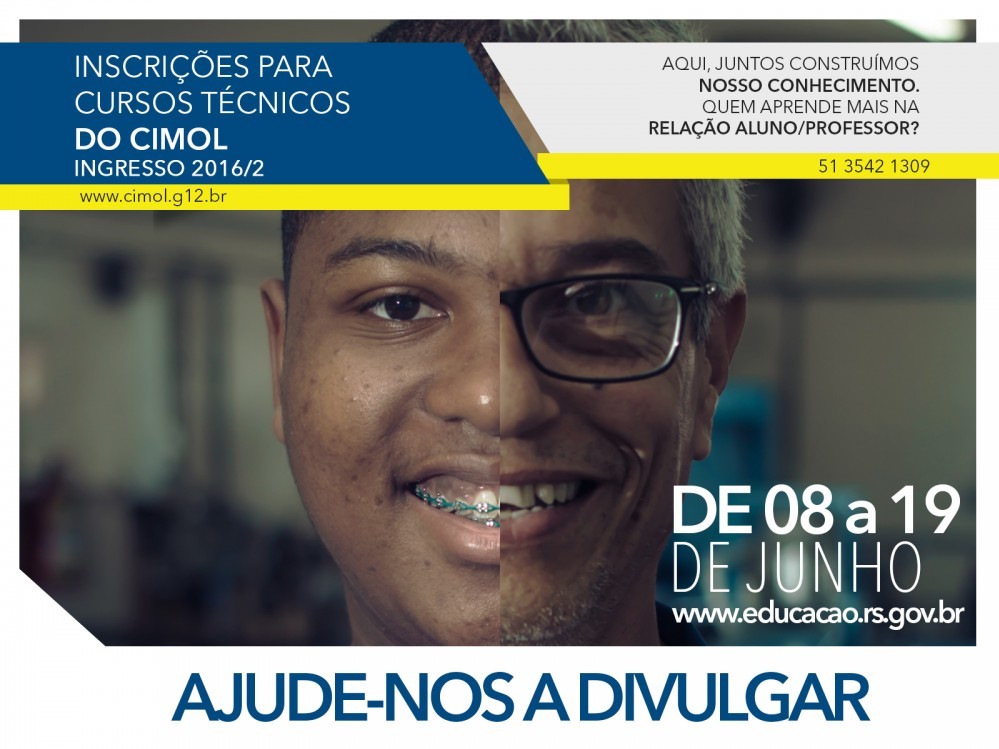 INSCRIÇÕES PARA
CURSOS TÉCNICOS
DO CIMOL
INGRESSO 2016/2
www.cimol.g12.br
AQUI, JUNTOS CONSTRUÍMOS
NOSSO CONHECIMENTO.
QUEM APRENDE MAIS NA
RELAÇÃO ALUNO/PROFESSOR?
51 3542 1309
DE 08 a 19
DE JUNHO
www.educacao.rs.gov.br
AJUDE-NOS A DIVULGAR